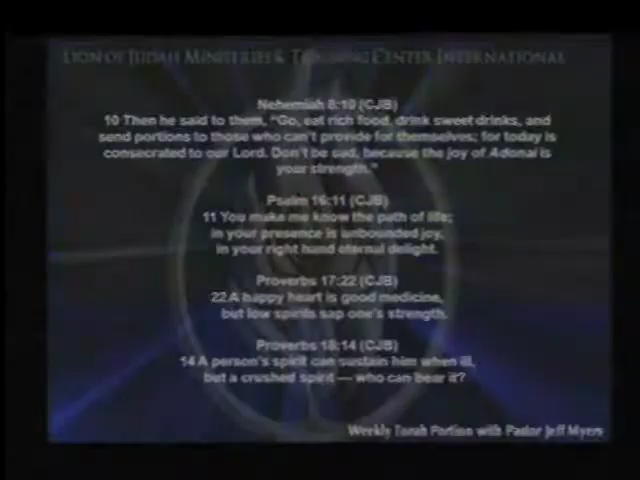 Lion of Judah Ministries & Training Center International
Nehemiah 8:10 (CJB)
10 Then he said to them, "Go, eat rich food, drink sweet drinks, and
send portions to those who can't provide for themselves; for today is
consecrated to our Lord. Don't be sad, because the joy of Adonai is
your strength."
Psalm 16:11 (CJB)
11 You make me know the path of life;
in your presence is unbounded joy,
in your right hand eternal delight.
Proverbs 17:22 (CJB)
22 A happy heart is good medicine,
but low spirits sap one's strength.
Proverbs 18:14 (CJB)
14 A person's spirit can sustain him when ill,
but a crushed spirit — who can bear it?
Weekly Torah Portion with Pastor Jeff Myers